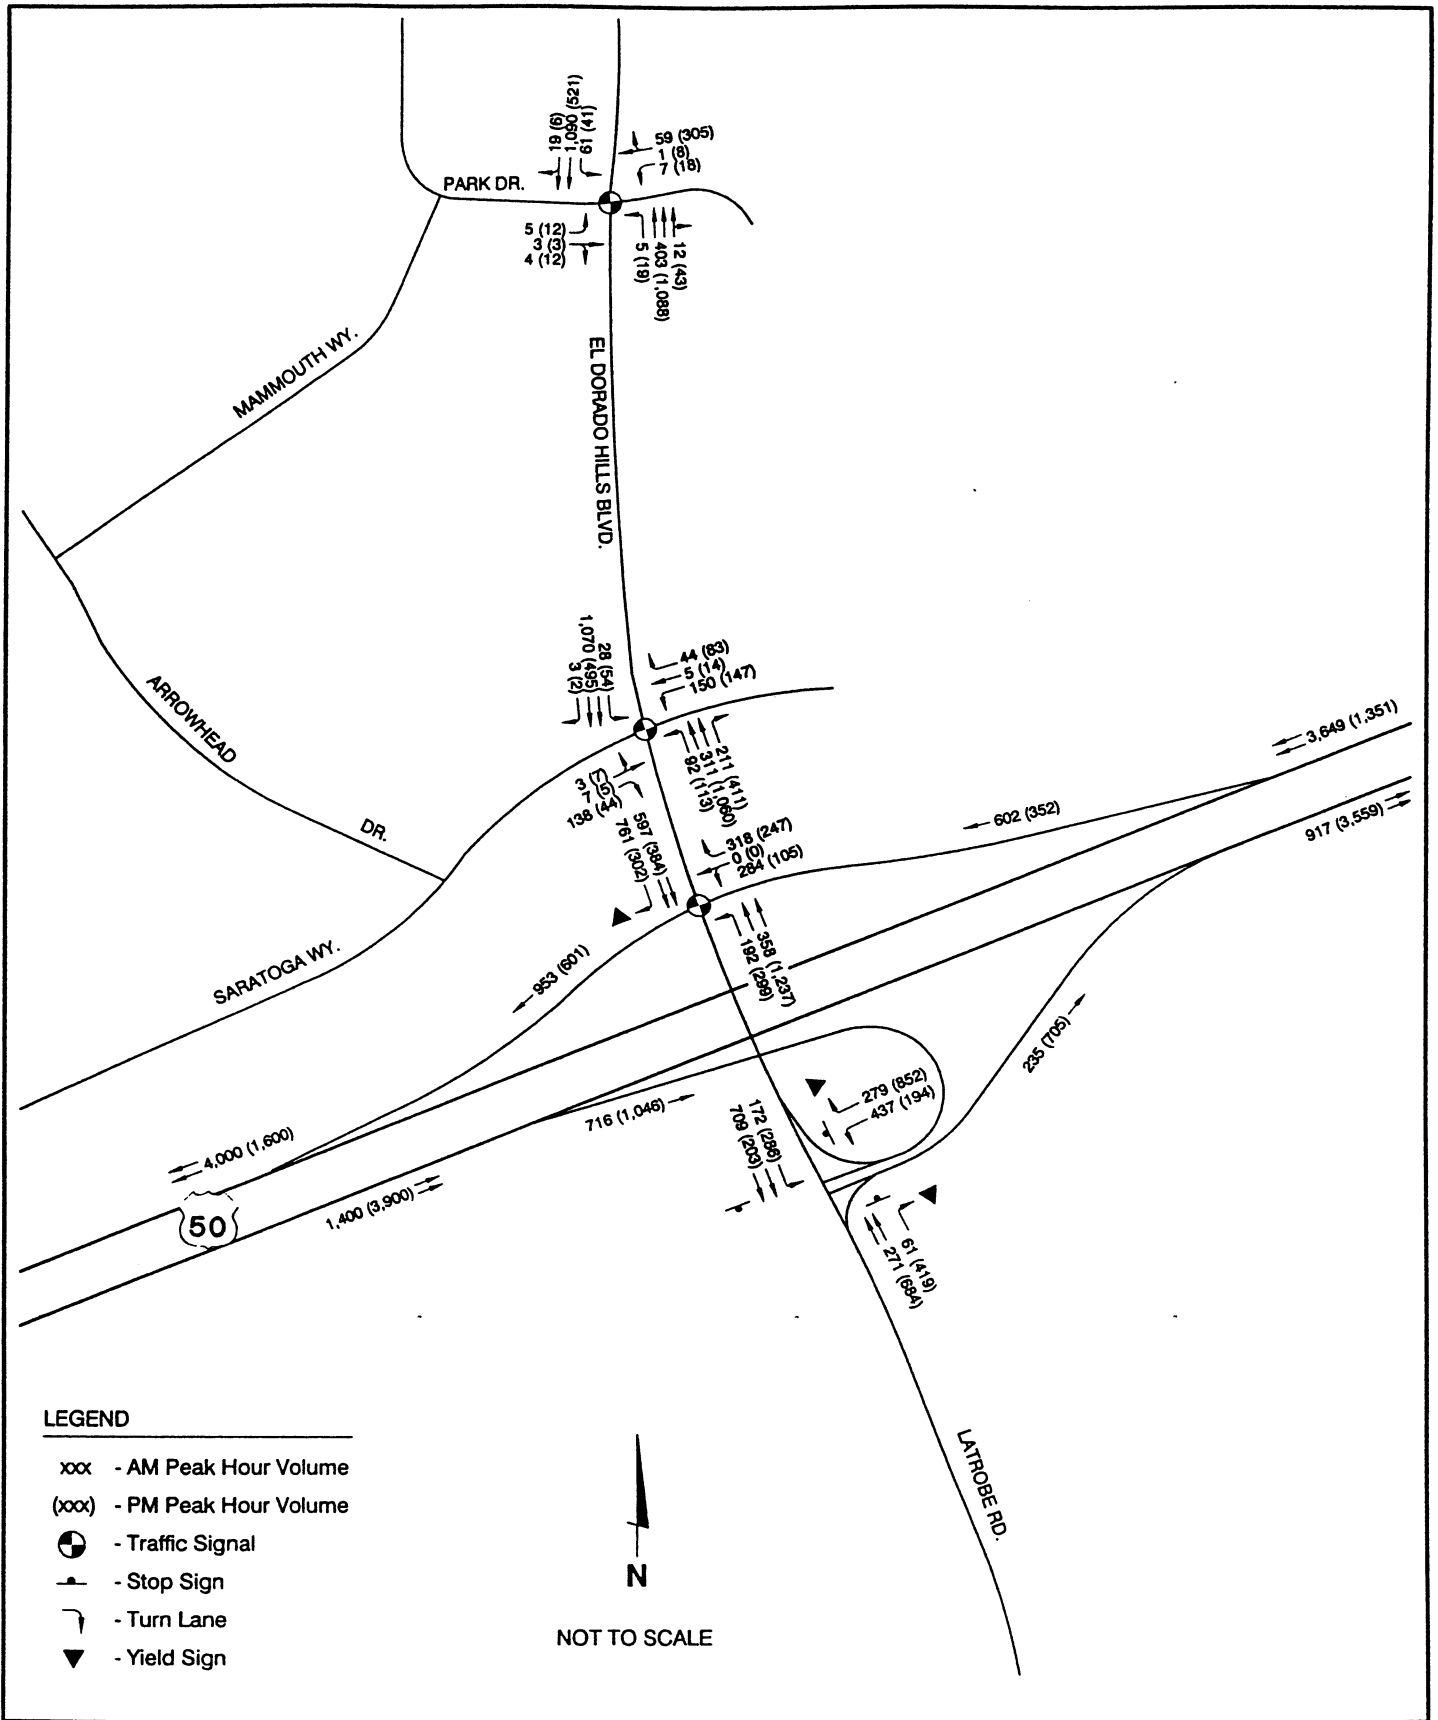 19 (6)
1,090 (521)
61 (41)
59 (305)
1 (8)
7 (18)
PARK DR.
5 (12)
3 (3)
4 (12)
5 (19)
403 (1,088)
12 (43)
MAMMOUTH WY.
EL DORADO HILLS BLVD.
28 (54)
1,070 (495)
3 (2)
44 (83)
5 (14)
150 (147)
ARROWHEAD
DR.
3 (7)
7 (5)
138 (44)
211 (411)
311 (1,060)
92 (113)
3,649 (1,351)
597 (384)
761 (302)
318 (247)
0 (0)
284 (105)
602 (352)
917 (3,559)
SARATOGA WY.
953 (601)
358 (1,237)
192 (299)
235 (705)
716 (1,046)
279 (852)
437 (194)
172 (286)
709 (203)
4,000 (1,600)
1,400 (3,900)
50
61 (419)
271 (684)
LATROBE RD.
LEGEND
xxx - AM Peak Hour Volume
(xxx) - PM Peak Hour Volume
- Traffic Signal
- Stop Sign
- Turn Lane
- Yield Sign
N
NOT TO SCALE